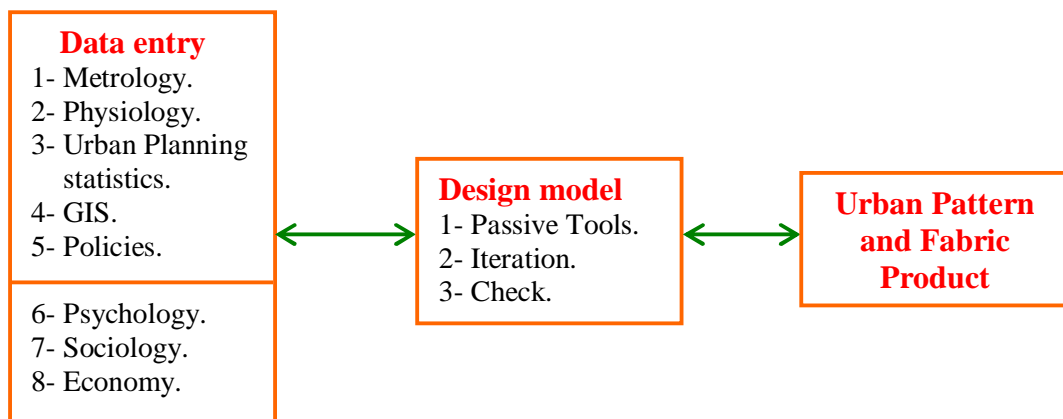 Data entry
1- Metrology.
2- Physiology.
3- Urban Planning
statistics.
4- GIS.
5- Policies.
6- Psychology.
7- Sociology.
8- Economy.
Design model
1- Passive Tools.
2- Iteration.
3- Check.
Urban Pattern
and Fabric
Product